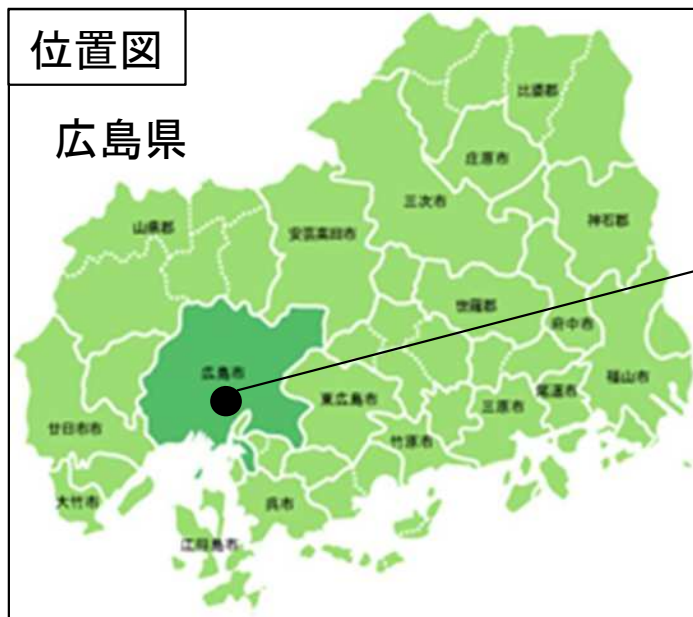 位置図
広島県
比婆郡
庄原市
三次市
神石郡
山県郡
安芸高田市
世羅郡
府中市
広島市
福山市
尾道市
三原市
東広島市
廿日市市
竹原市
大竹市
呉市
江田島市